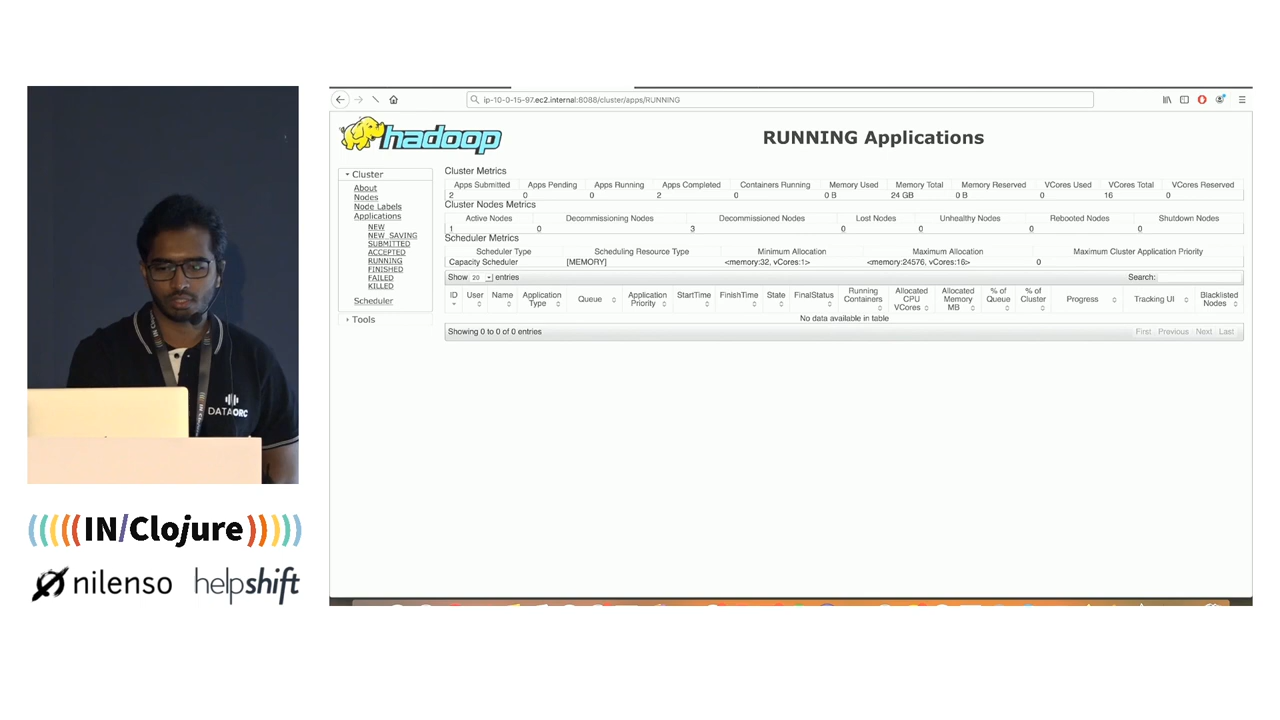 DATAORC
((((( IN/Clojure )))))
nilenso helpshift
ip-10-0-15-97.ec2.internal:8088/cluster/apps/RUNNING
hadoop
RUNNING Applications
Cluster
About
Nodes
Node Labels
Applications
NEW
NEW_SAVING
SUBMITTED
ACCEPTED
RUNNING
FINISHED
FAILED
KILLED
Scheduler
Tools
Cluster Metrics
Apps Submitted Apps Pending Apps Running Apps Completed Containers Running Memory Used Memory Total Memory Reserved VCores Used VCores Total VCores Reserved
2 0 0 2 0 0 B 24 GB 0 B 0 16 0
Cluster Nodes Metrics
Active Nodes Decommissioning Nodes Decommissioned Nodes Lost Nodes Unhealthy Nodes Rebooted Nodes Shutdown Nodes
1 0 3 0 0 0 0
Scheduler Metrics
Scheduler Type Scheduling Resource Type Minimum Allocation Maximum Allocation Maximum Cluster Application Priority
Capacity Scheduler [MEMORY] <memory:32, vCores:1> <memory:24576, vCores:16> 0
Show 20 entries Search:
ID User Name Application Type Queue Application Priority StartTime FinishTime State FinalStatus Running Containers Allocated CPU VCores Allocated Memory MB % of Queue % of Cluster Progress Tracking UI Blacklisted Nodes
No data available in table
Showing 0 to 0 of 0 entries First Previous Next Last